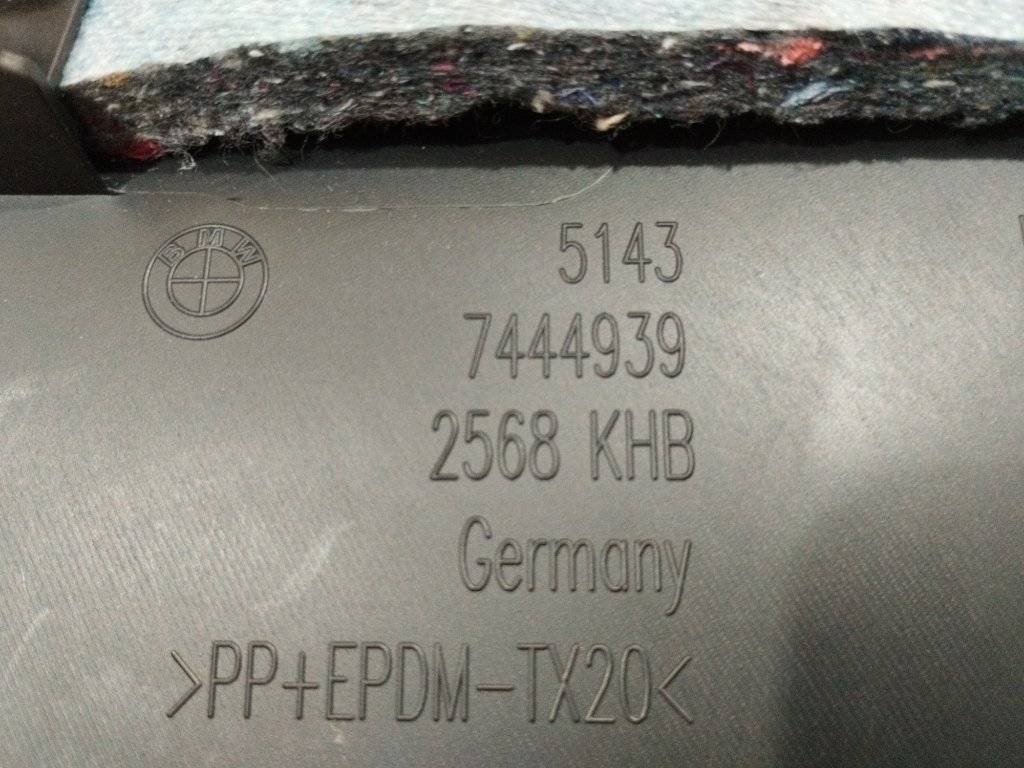 BMW
5143
7444939
2568 KHB
Germany
>PP+EPDM-TX20<